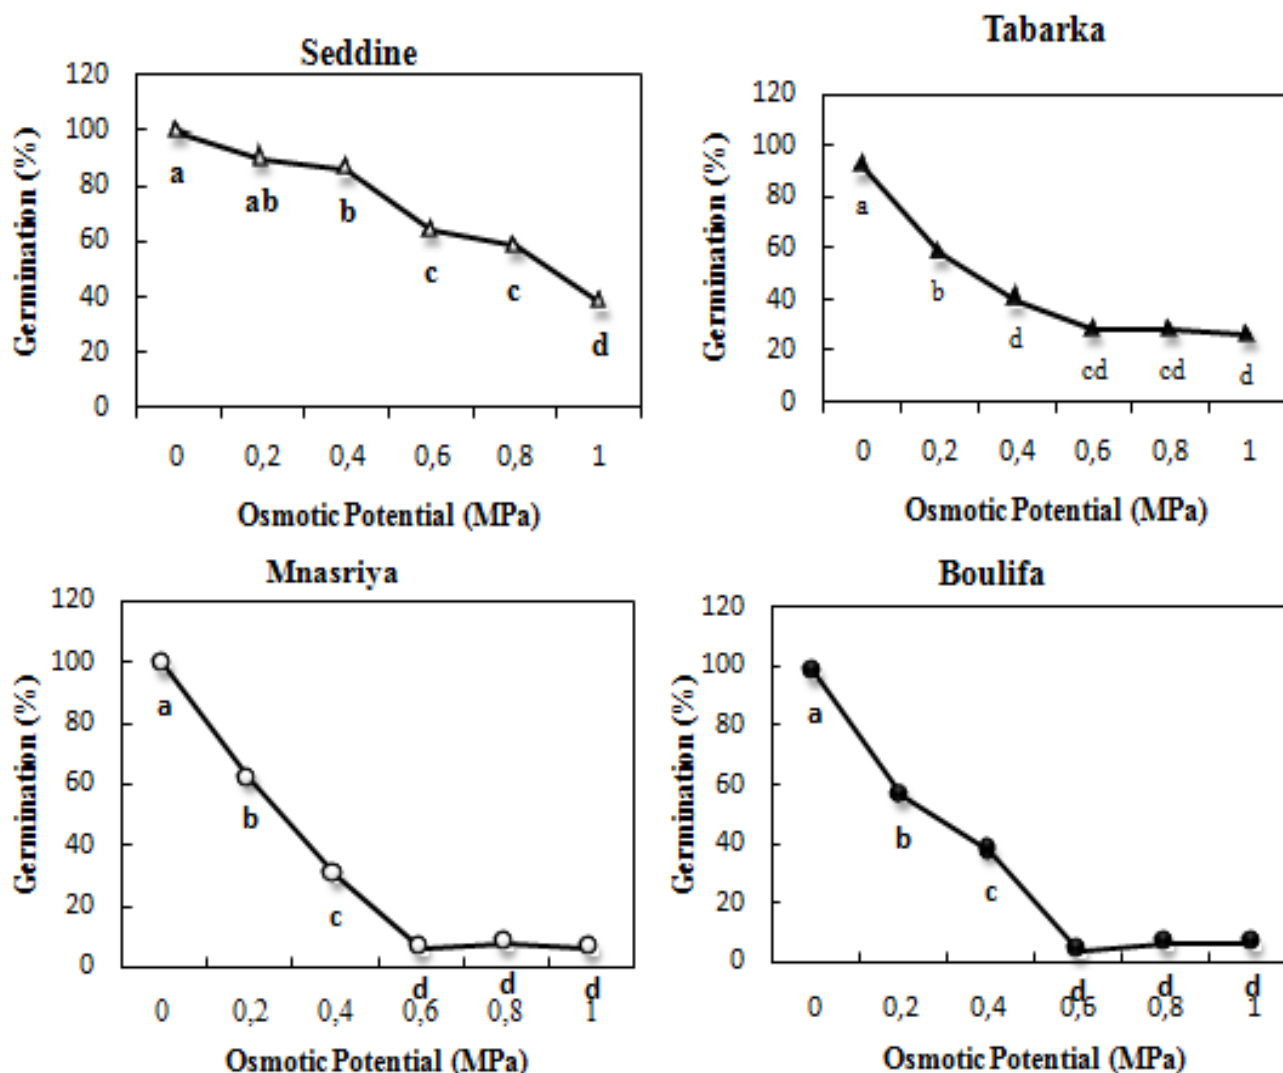 Seddine
Germination (%)
120
100
80
60
40
20
0
a
ab
b
c
c
d
0 0,2 0,4 0,6 0,8 1
Osmotic Potential (MPa)
Tabarka
Germination (%)
120
100
80
60
40
20
0
a
b
d
cd
cd
d
0 0,2 0,4 0,6 0,8 1
Osmotic Potential (MPa)
Mnasriya
Germination (%)
120
100
80
60
40
20
0
a
b
c
d
d
d
0 0,2 0,4 0,6 0,8 1
Osmotic Potential (MPa)
Boulifa
Germination (%)
120
100
80
60
40
20
0
a
b
c
d
d
d
0 0,2 0,4 0,6 0,8 1
Osmotic Potential (MPa)